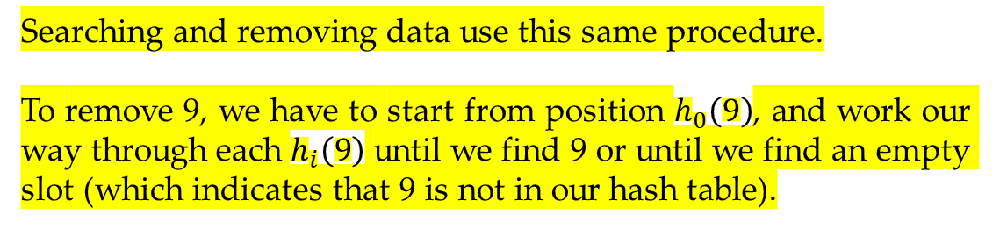 Searching and removing data use this same procedure.
To remove 9, we have to start from position h₀(9), and work our
way through each hᵢ(9) until we find 9 or until we find an empty
slot (which indicates that 9 is not in our hash table).